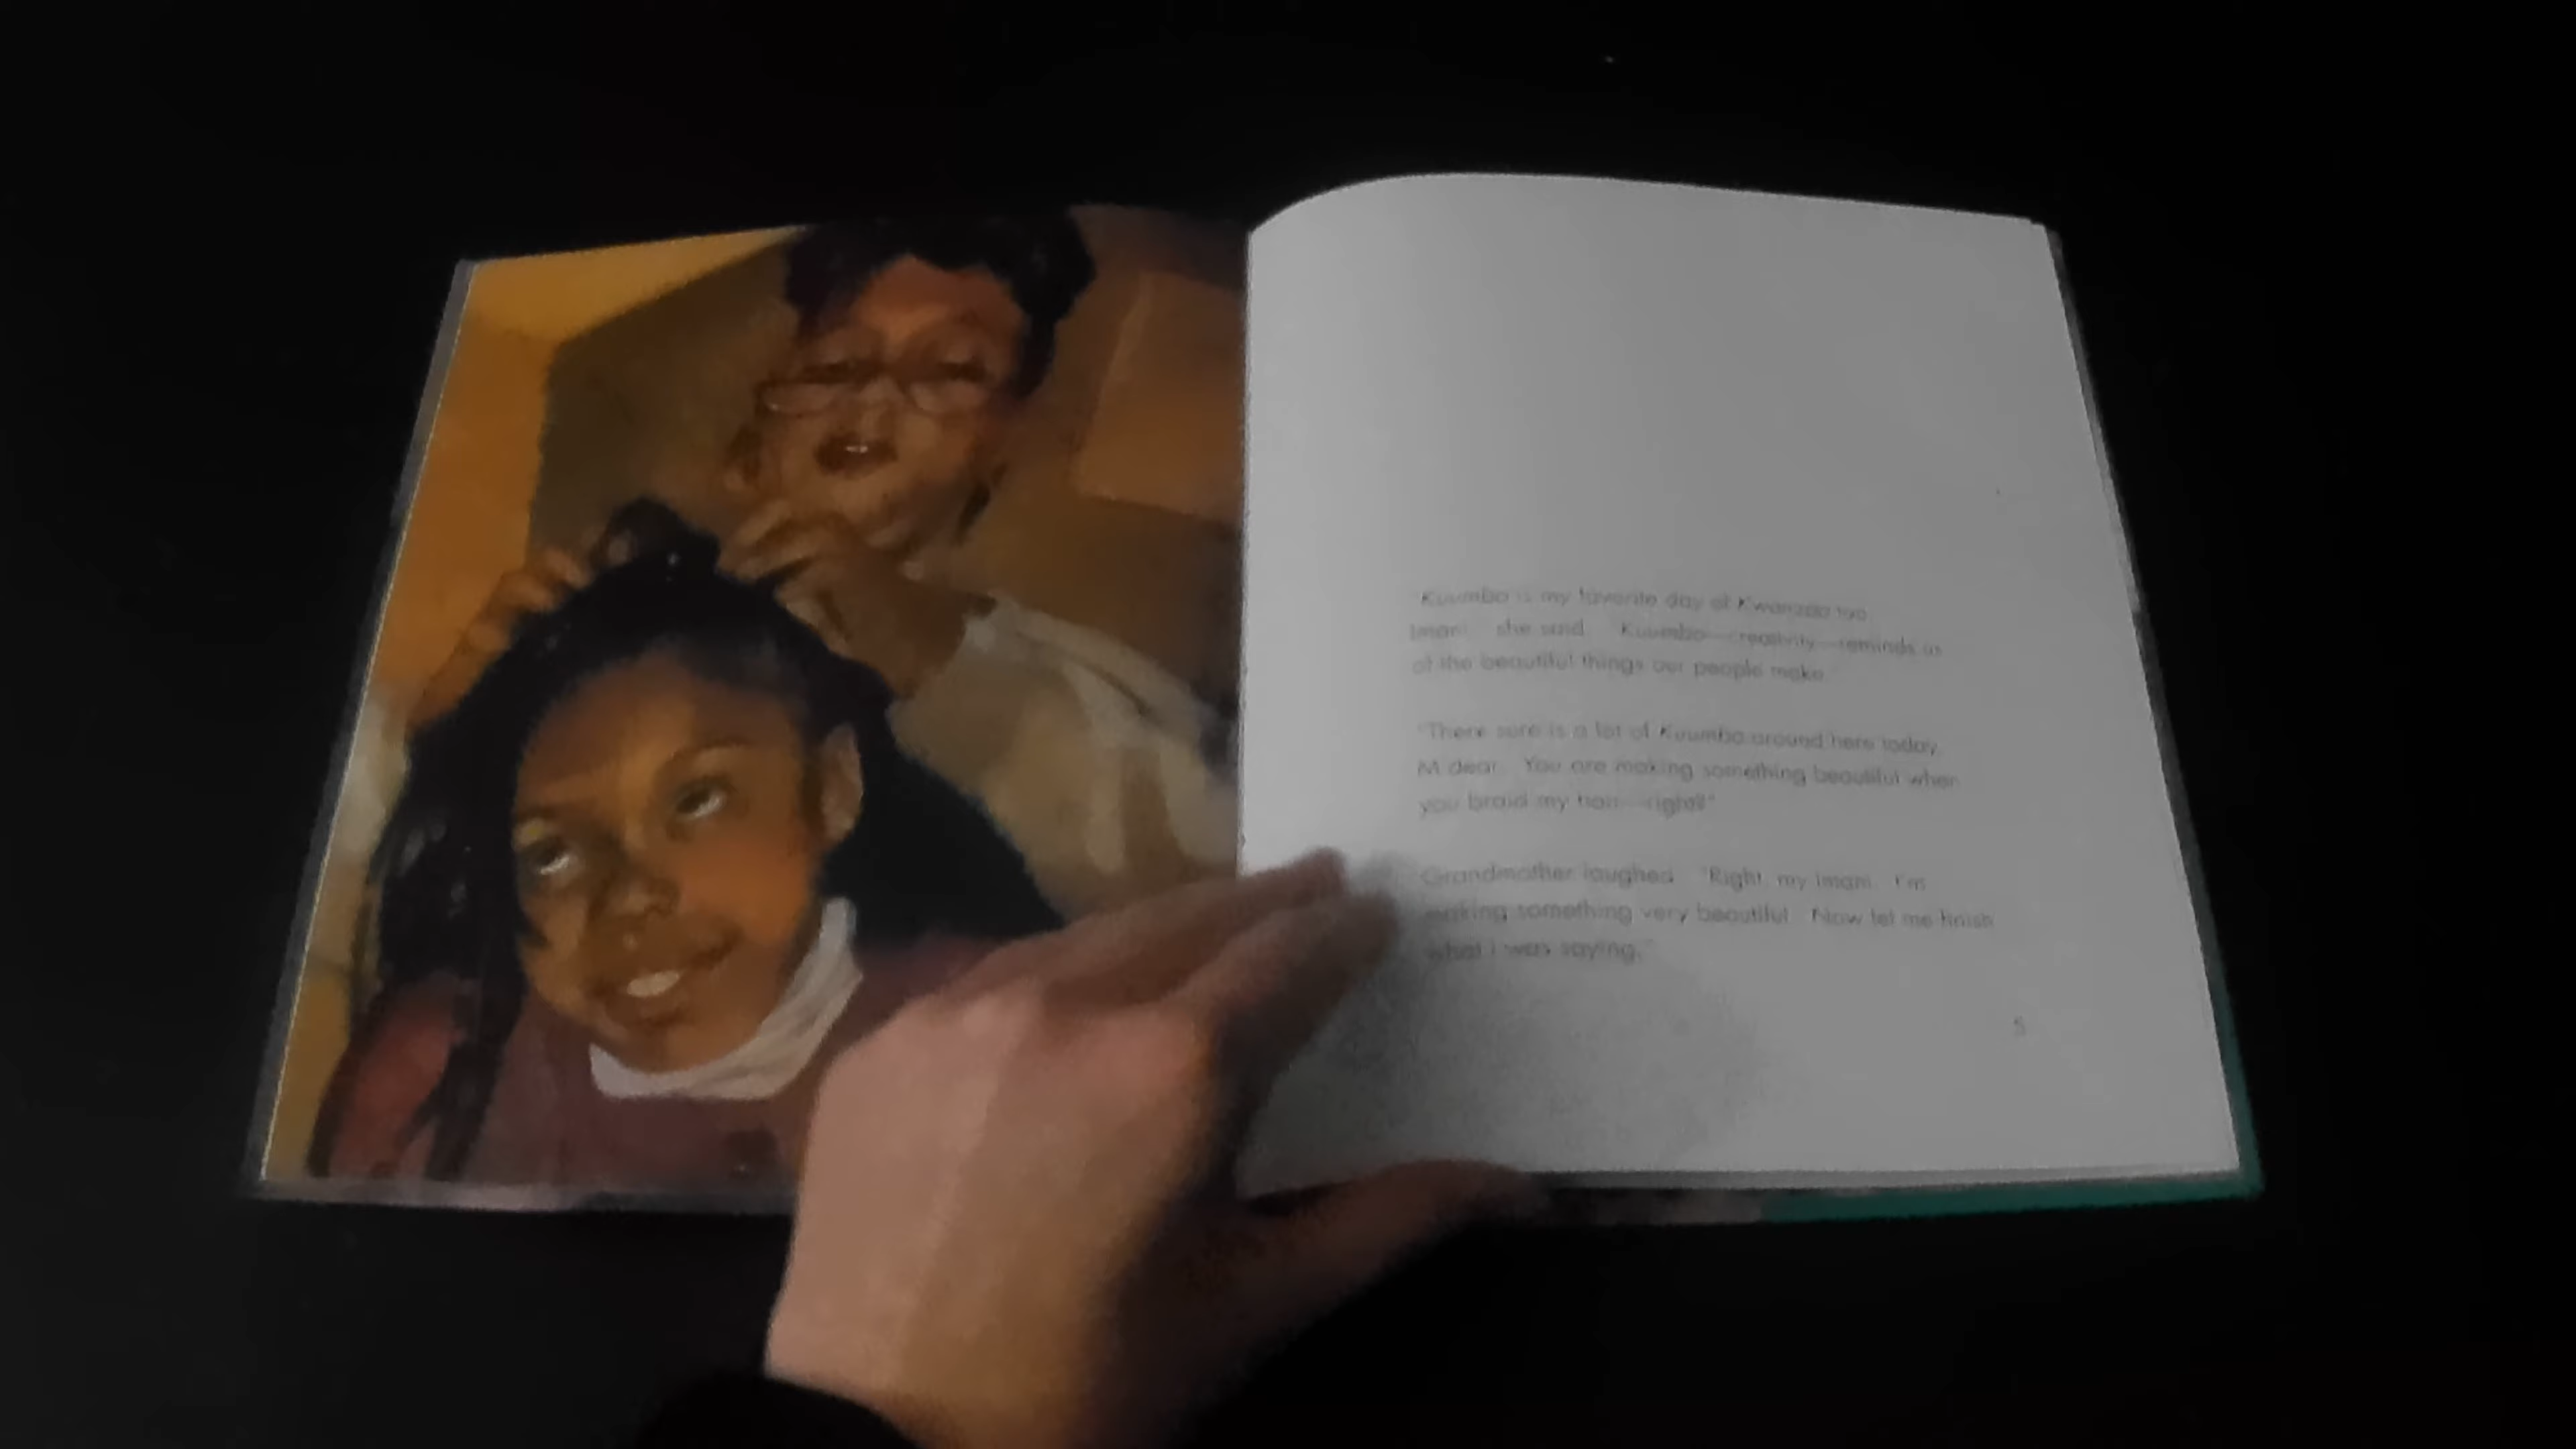 "Kuumba is my favorite day of Kwanzaa too,
Imani," she said. "Kuumba—creativity—reminds us
of the beautiful things our people make."
"There sure is a lot of Kuumba around here today,
M'dear. You are making something beautiful when
you braid my hair—right?"
Grandmother laughed. "Right, my Imani. I'm
making something very beautiful. Now let me finish
what I was saying."
5